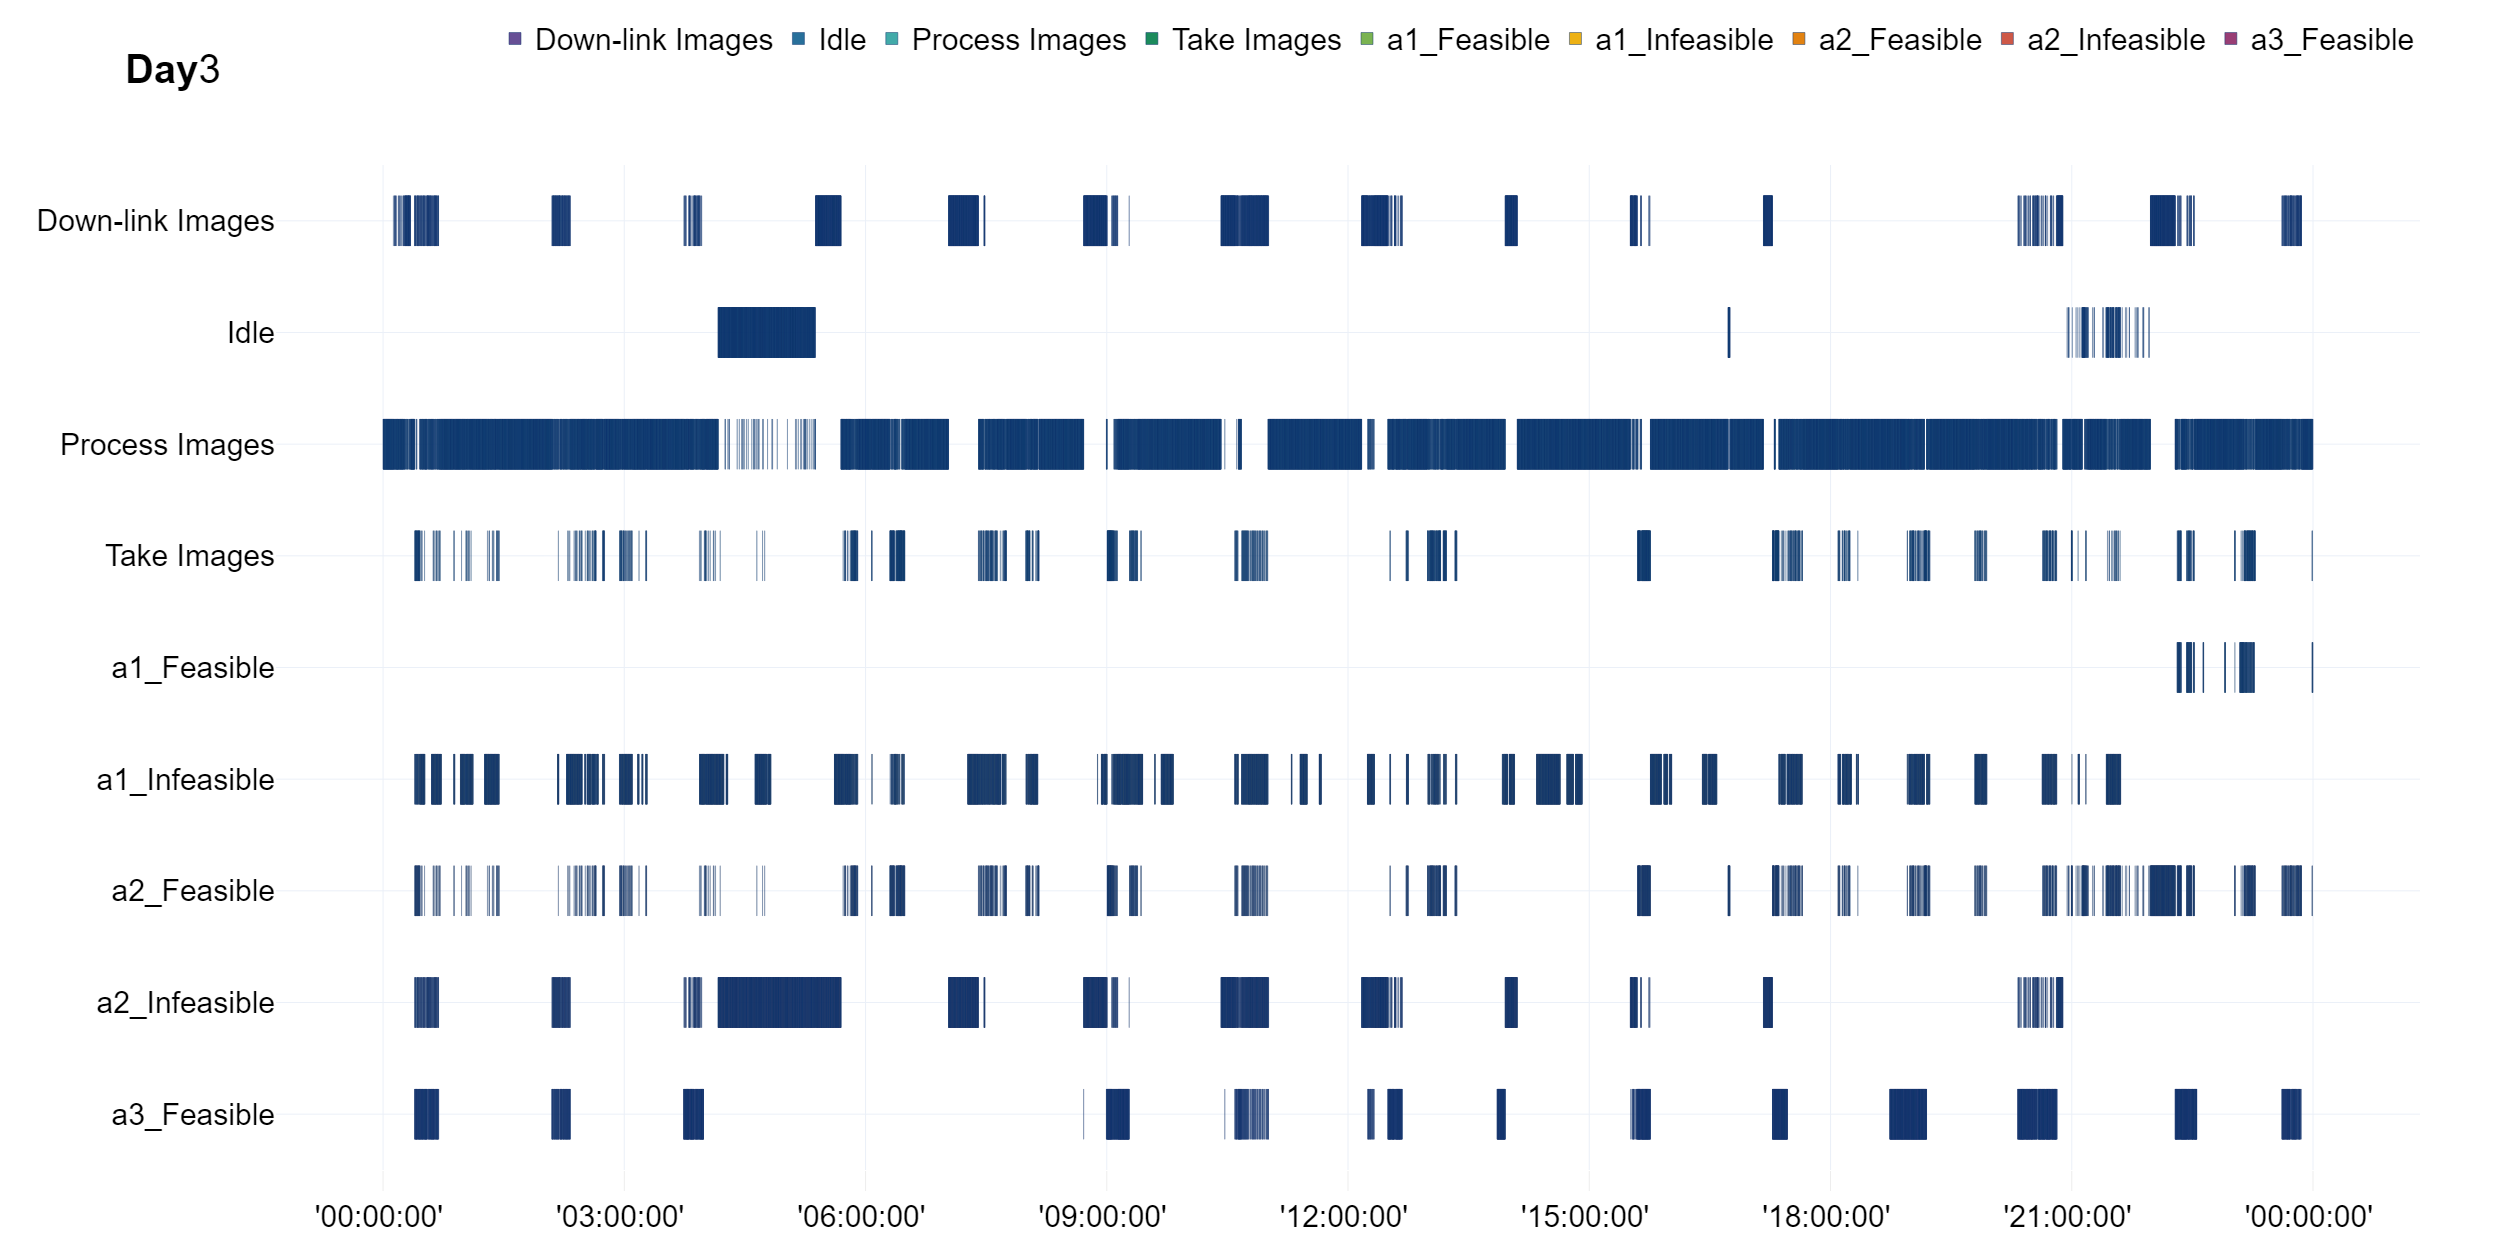 Down-link Images Idle Process Images Take Images a1_Feasible a1_Infeasible a2_Feasible a2_Infeasible a3_Feasible
Day3
Down-link Images
Idle
Process Images
Take Images
a1_Feasible
a1_Infeasible
a2_Feasible
a2_Infeasible
a3_Feasible
'00:00:00' '03:00:00' '06:00:00' '09:00:00' '12:00:00' '15:00:00' '18:00:00' '21:00:00' '00:00:00'